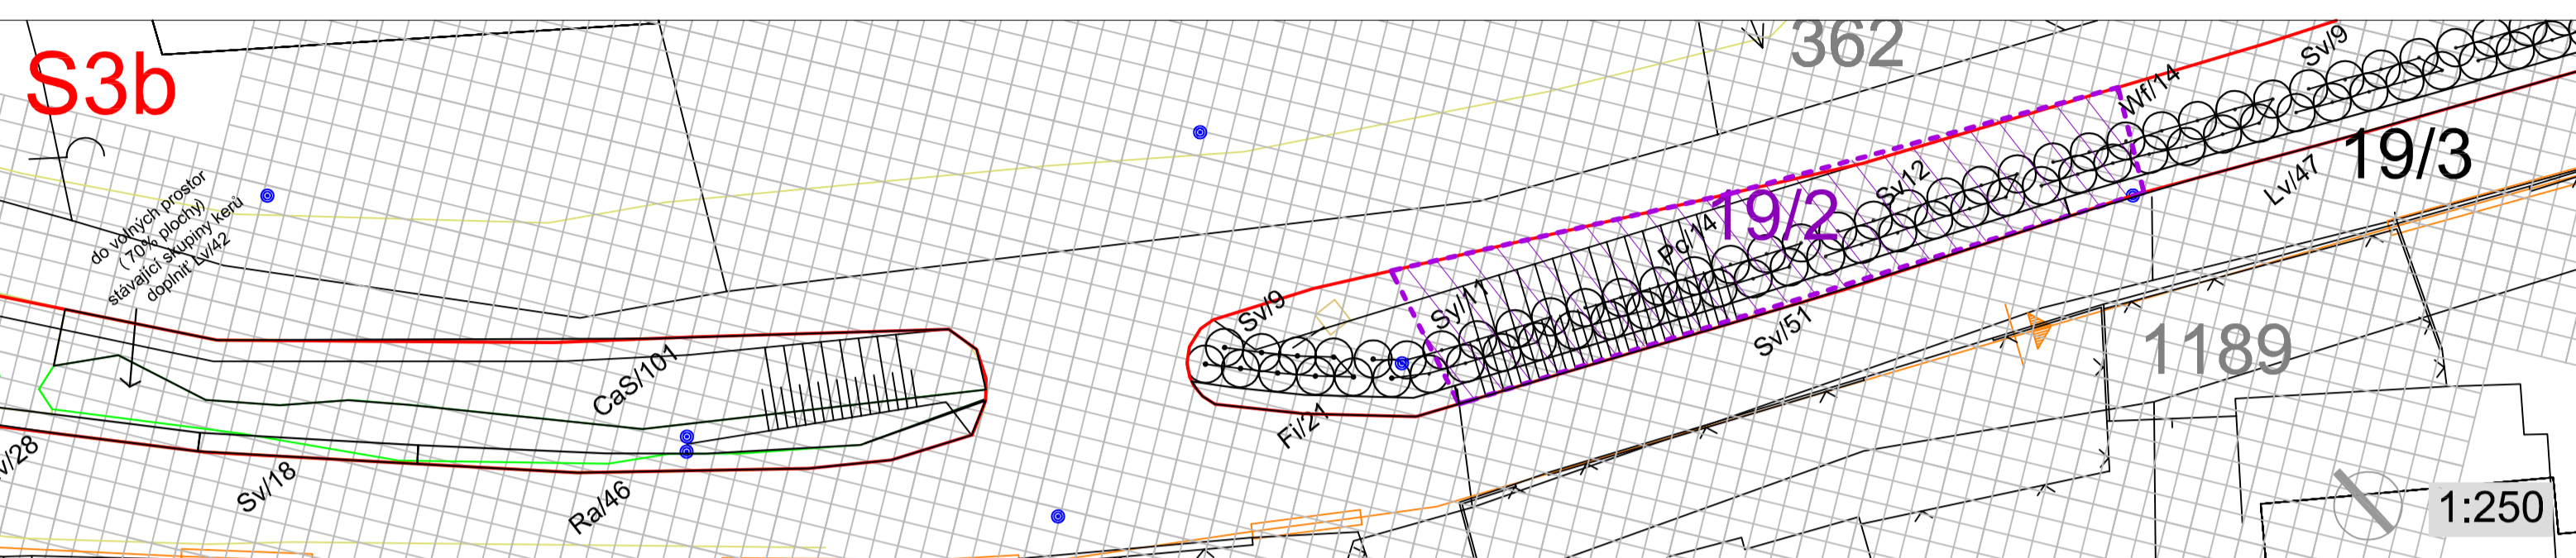 S3b
362
Sv/9
Wf/14
19/3
do volných prostor
(70% plochy)
stávající skupiny keřů
doplnit Lv/42
Sv/12
19/2
Lv/47
Pd/14
Sv/9
Sv/11
Sv/51
1189
CaS/101
Fi/21
/28
Sv/18
Ra/46
1:250